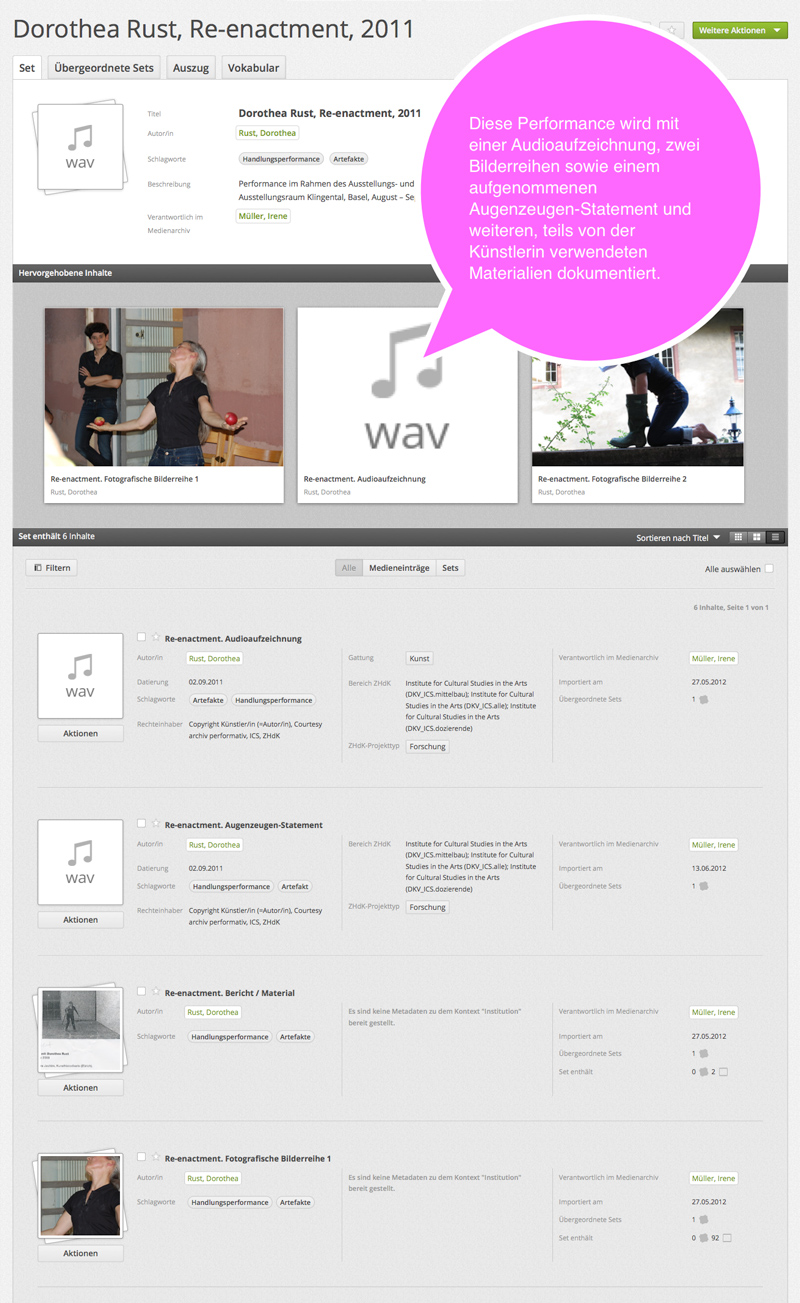 Dorothea Rust, Re-enactment, 2011
Weitere Aktionen
Set
Übergeordnete Sets
Auszug
Vokabular
wav
Titel
Dorothea Rust, Re-enactment, 2011
Autor/in
Rust, Dorothea
Schlagworte
Handlungsperformance
Artefakte
Beschreibung
Performance im Rahmen des Ausstellungs- und
Ausstellungsraum Klingental, Basel, August – Se
Verantwortlich im
Medienarchiv
Müller, Irene
Diese Performance wird mit
einer Audioaufzeichnung, zwei
Bilderreihen sowie einem
aufgenommenen
Augenzeugen-Statement und
weiteren, teils von der
Künstlerin verwendeten
Materialien dokumentiert.
Hervorgehobene Inhalte
wav
Re-enactment. Fotografische Bilderreihe 1
Rust, Dorothea
Re-enactment. Audioaufzeichnung
Rust, Dorothea
Re-enactment. Fotografische Bilderreihe 2
Rust, Dorothea
Set enthält 6 Inhalte
Sortieren nach Titel
Filtern
Alle
Medieneinträge
Sets
Alle auswählen
6 Inhalte, Seite 1 von 1
wav
Aktionen
Re-enactment. Audioaufzeichnung
Autor/in
Rust, Dorothea
Datierung
02.09.2011
Schlagworte
Artefakte
Handlungsperformance
Rechteinhaber
Copyright Künstler/in (=Autor/in), Courtesy
archiv performativ, ICS, ZHdK
Gattung
Kunst
Bereich ZHdK
Institute for Cultural Studies in the Arts
(DKV_ICS.mittelbau); Institute for Cultural
Studies in the Arts (DKV_ICS.alle); Institute
for Cultural Studies in the Arts
(DKV_ICS.dozierende)
ZHdK-Projekttyp
Forschung
Verantwortlich im Medienarchiv
Müller, Irene
Importiert am
27.05.2012
Übergeordnete Sets
1
wav
Aktionen
Re-enactment. Augenzeugen-Statement
Autor/in
Rust, Dorothea
Datierung
02.09.2011
Schlagworte
Handlungsperformance
Artefakt
Rechteinhaber
Copyright Künstler/in (=Autor/in), Courtesy
archiv performativ, ICS, ZHdK
Bereich ZHdK
Institute for Cultural Studies in the Arts
(DKV_ICS.mittelbau); Institute for Cultural
Studies in the Arts (DKV_ICS.alle); Institute
for Cultural Studies in the Arts
(DKV_ICS.dozierende)
ZHdK-Projekttyp
Forschung
Verantwortlich im Medienarchiv
Müller, Irene
Importiert am
13.06.2012
Übergeordnete Sets
1
Aktionen
Re-enactment. Bericht / Material
Autor/in
Rust, Dorothea
Schlagworte
Handlungsperformance
Artefakte
Es sind keine Metadaten zu dem Kontext "Institution"
bereit gestellt.
Verantwortlich im Medienarchiv
Müller, Irene
Importiert am
27.05.2012
Übergeordnete Sets
1
Set enthält
0 2
Aktionen
Re-enactment. Fotografische Bilderreihe 1
Autor/in
Rust, Dorothea
Schlagworte
Handlungsperformance
Artefakte
Es sind keine Metadaten zu dem Kontext "Institution"
bereit gestellt.
Verantwortlich im Medienarchiv
Müller, Irene
Importiert am
27.05.2012
Übergeordnete Sets
1
Set enthält
0 92